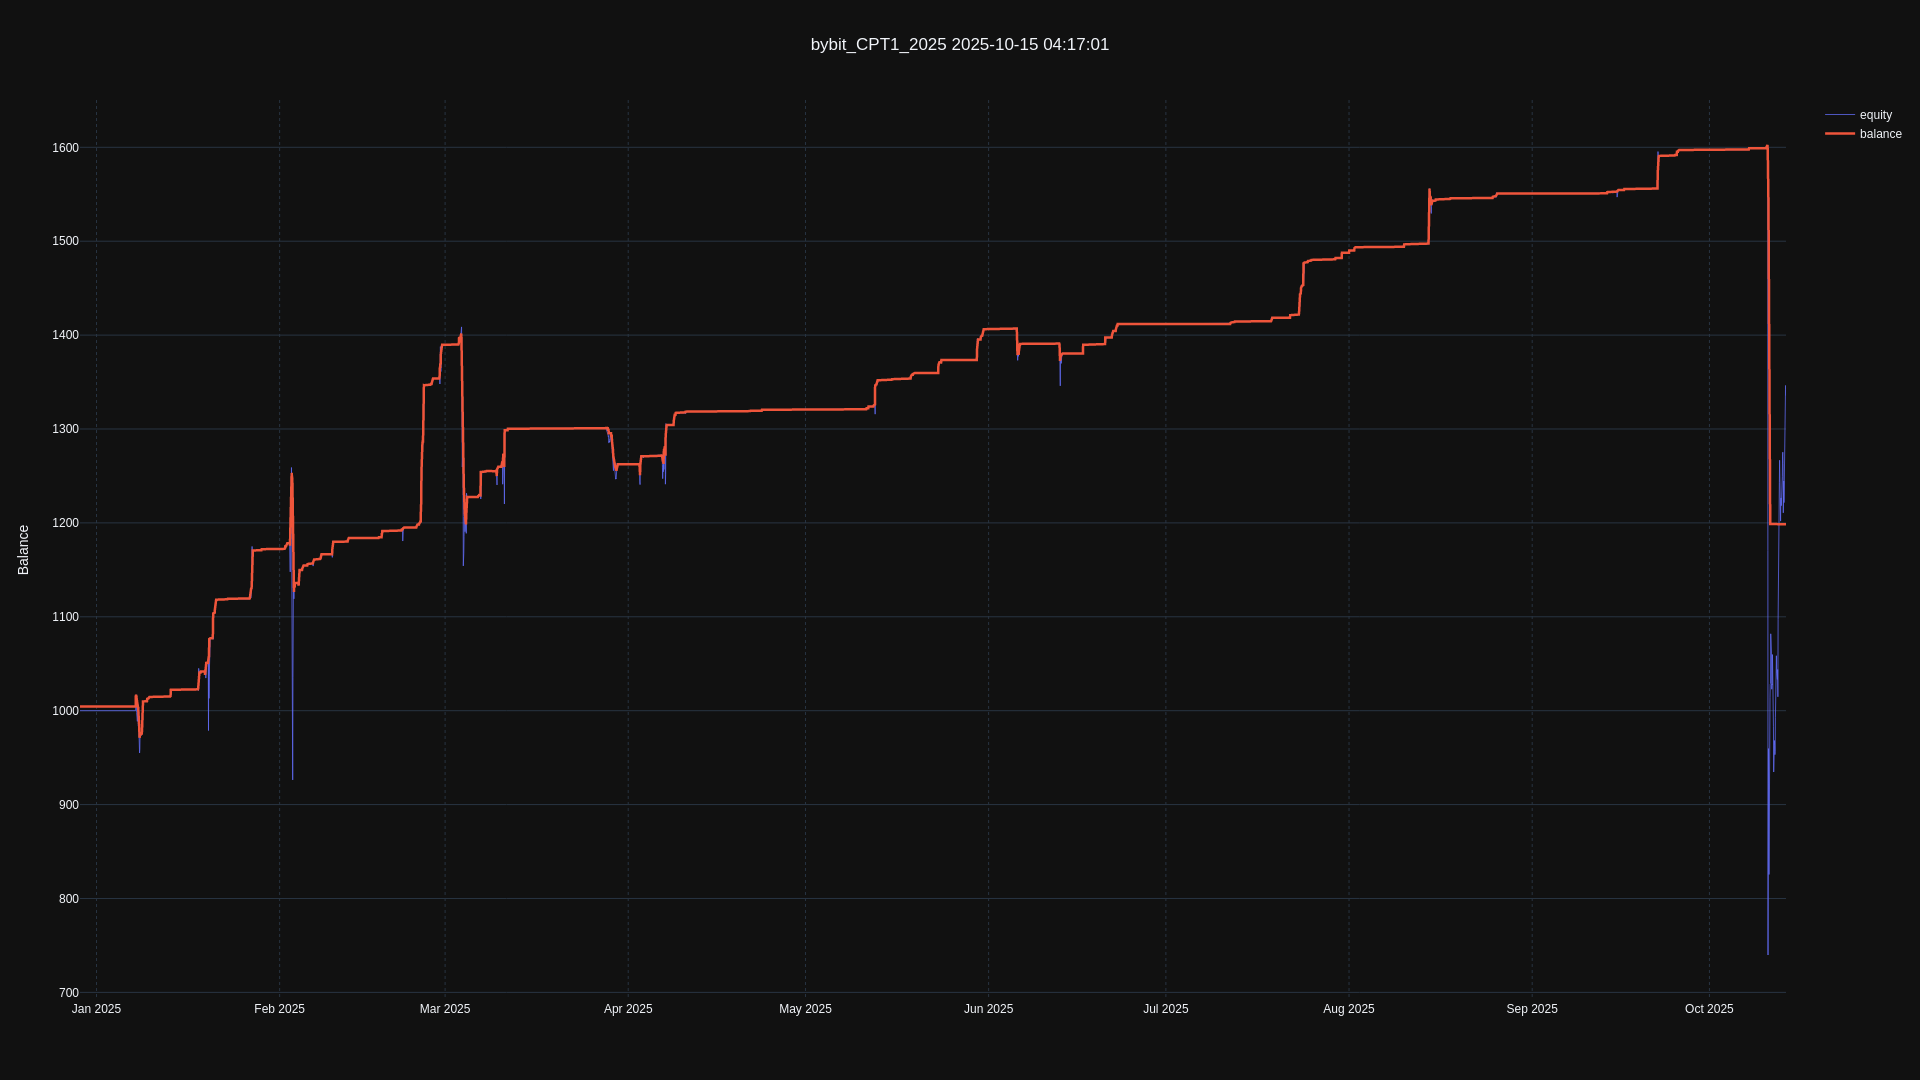 bybit_CPT1_2025 2025-10-15 04:17:01
equity
balance
1600
1500
1400
1300
1200
1100
1000
900
800
700
Balance
Jan 2025
Feb 2025
Mar 2025
Apr 2025
May 2025
Jun 2025
Jul 2025
Aug 2025
Sep 2025
Oct 2025